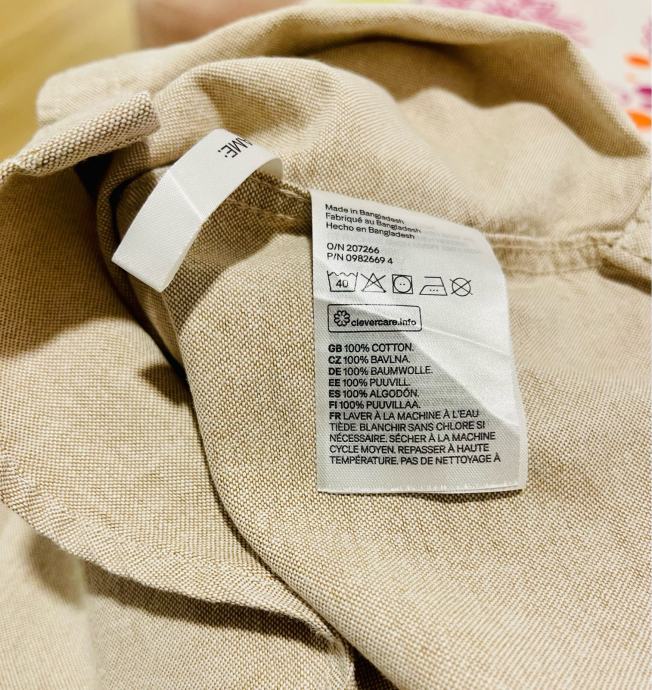 AME:
Made in Bangladesh
Fabriqué au Bangladesh
Hecho en Bangladesh
O/N 207266
P/N 0982669 4
40
clevercare.info
GB 100% COTTON.
CZ 100% BAVLNA.
DE 100% BAUMWOLLE.
EE 100% PUUVILL.
ES 100% ALGODÓN.
FI 100% PUUVILLAA.
FR LAVER À LA MACHINE À L'EAU
TIÈDE. BLANCHIR SANS CHLORE SI
NÉCESSAIRE. SÉCHER À LA MACHINE
CYCLE MOYEN. REPASSER À HAUTE
TEMPÉRATURE. PAS DE NETTOYAGE À